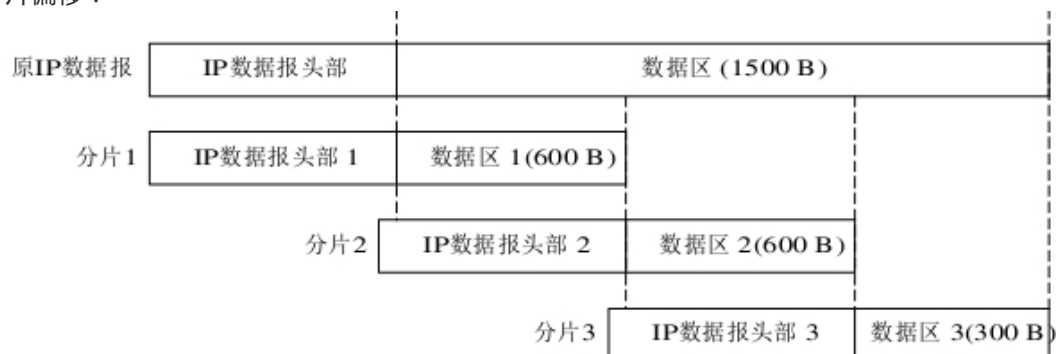 片偏移：
原IP数据报 IP数据报头部 数据区 (1500 B)
分片1 IP数据报头部 1 数据区 1(600 B)
分片2 IP数据报头部 2 数据区 2(600 B)
分片3 IP数据报头部 3 数据区 3(300 B)